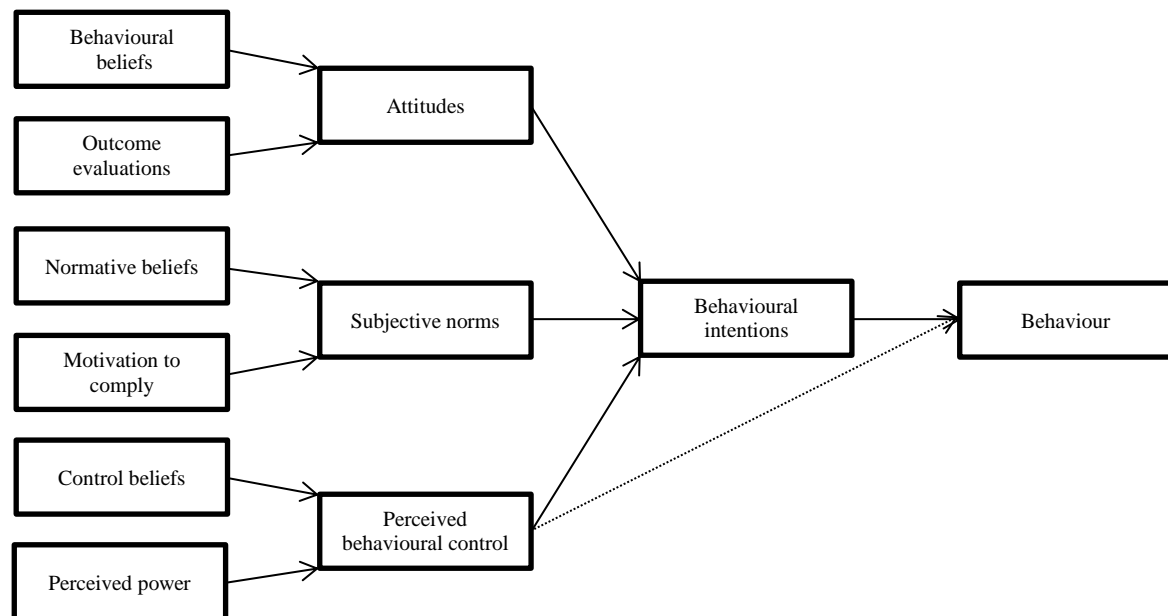 Behavioural
beliefs
Outcome
evaluations
Attitudes
Normative beliefs
Motivation to
comply
Subjective norms
Control beliefs
Perceived power
Perceived
behavioural control
Behavioural
intentions
Behaviour